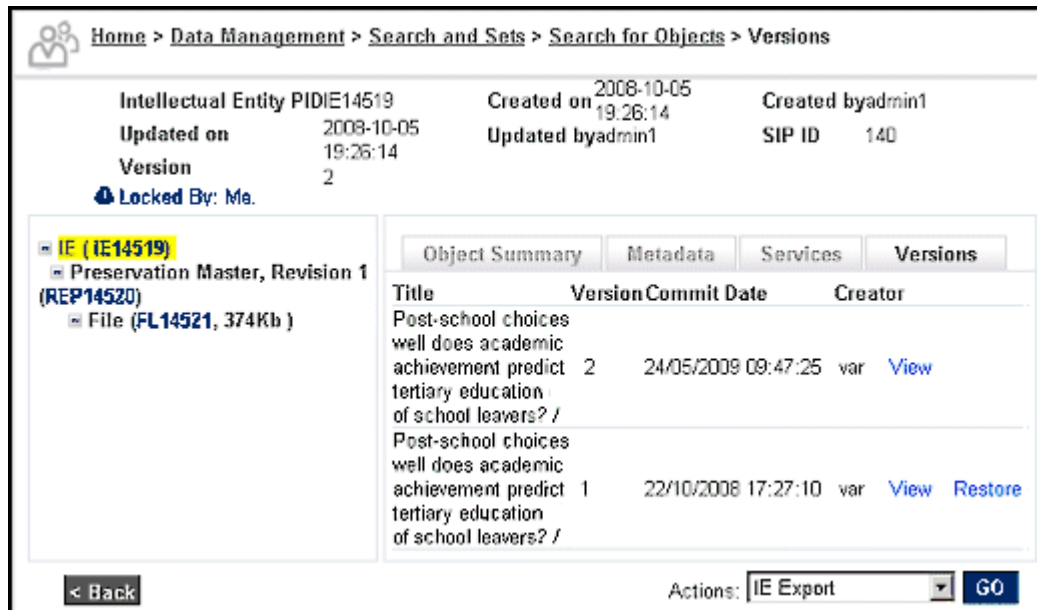 Home > Data Management > Search and Sets > Search for Objects > Versions
Intellectual Entity PIDIE14519
Created on 2008-10-05 19:26:14
Created byadmin1
Updated on 2008-10-05 19:26:14
Updated byadmin1
SIP ID 140
Version 2
Locked By: Me.
IE (IE14519)
Preservation Master, Revision 1
(REP14520)
File (FL14521, 374Kb )
Object Summary Metadata Services Versions
Title Version Commit Date Creator
Post-school choices
well does academic
achievement predict 2 24/05/2009 09:47:25 var View
tertiary education
of school leavers? /
Post-school choices
well does academic
achievement predict 1 22/10/2008 17:27:10 var View Restore
tertiary education
of school leavers? /
< Back
Actions: IE Export GO